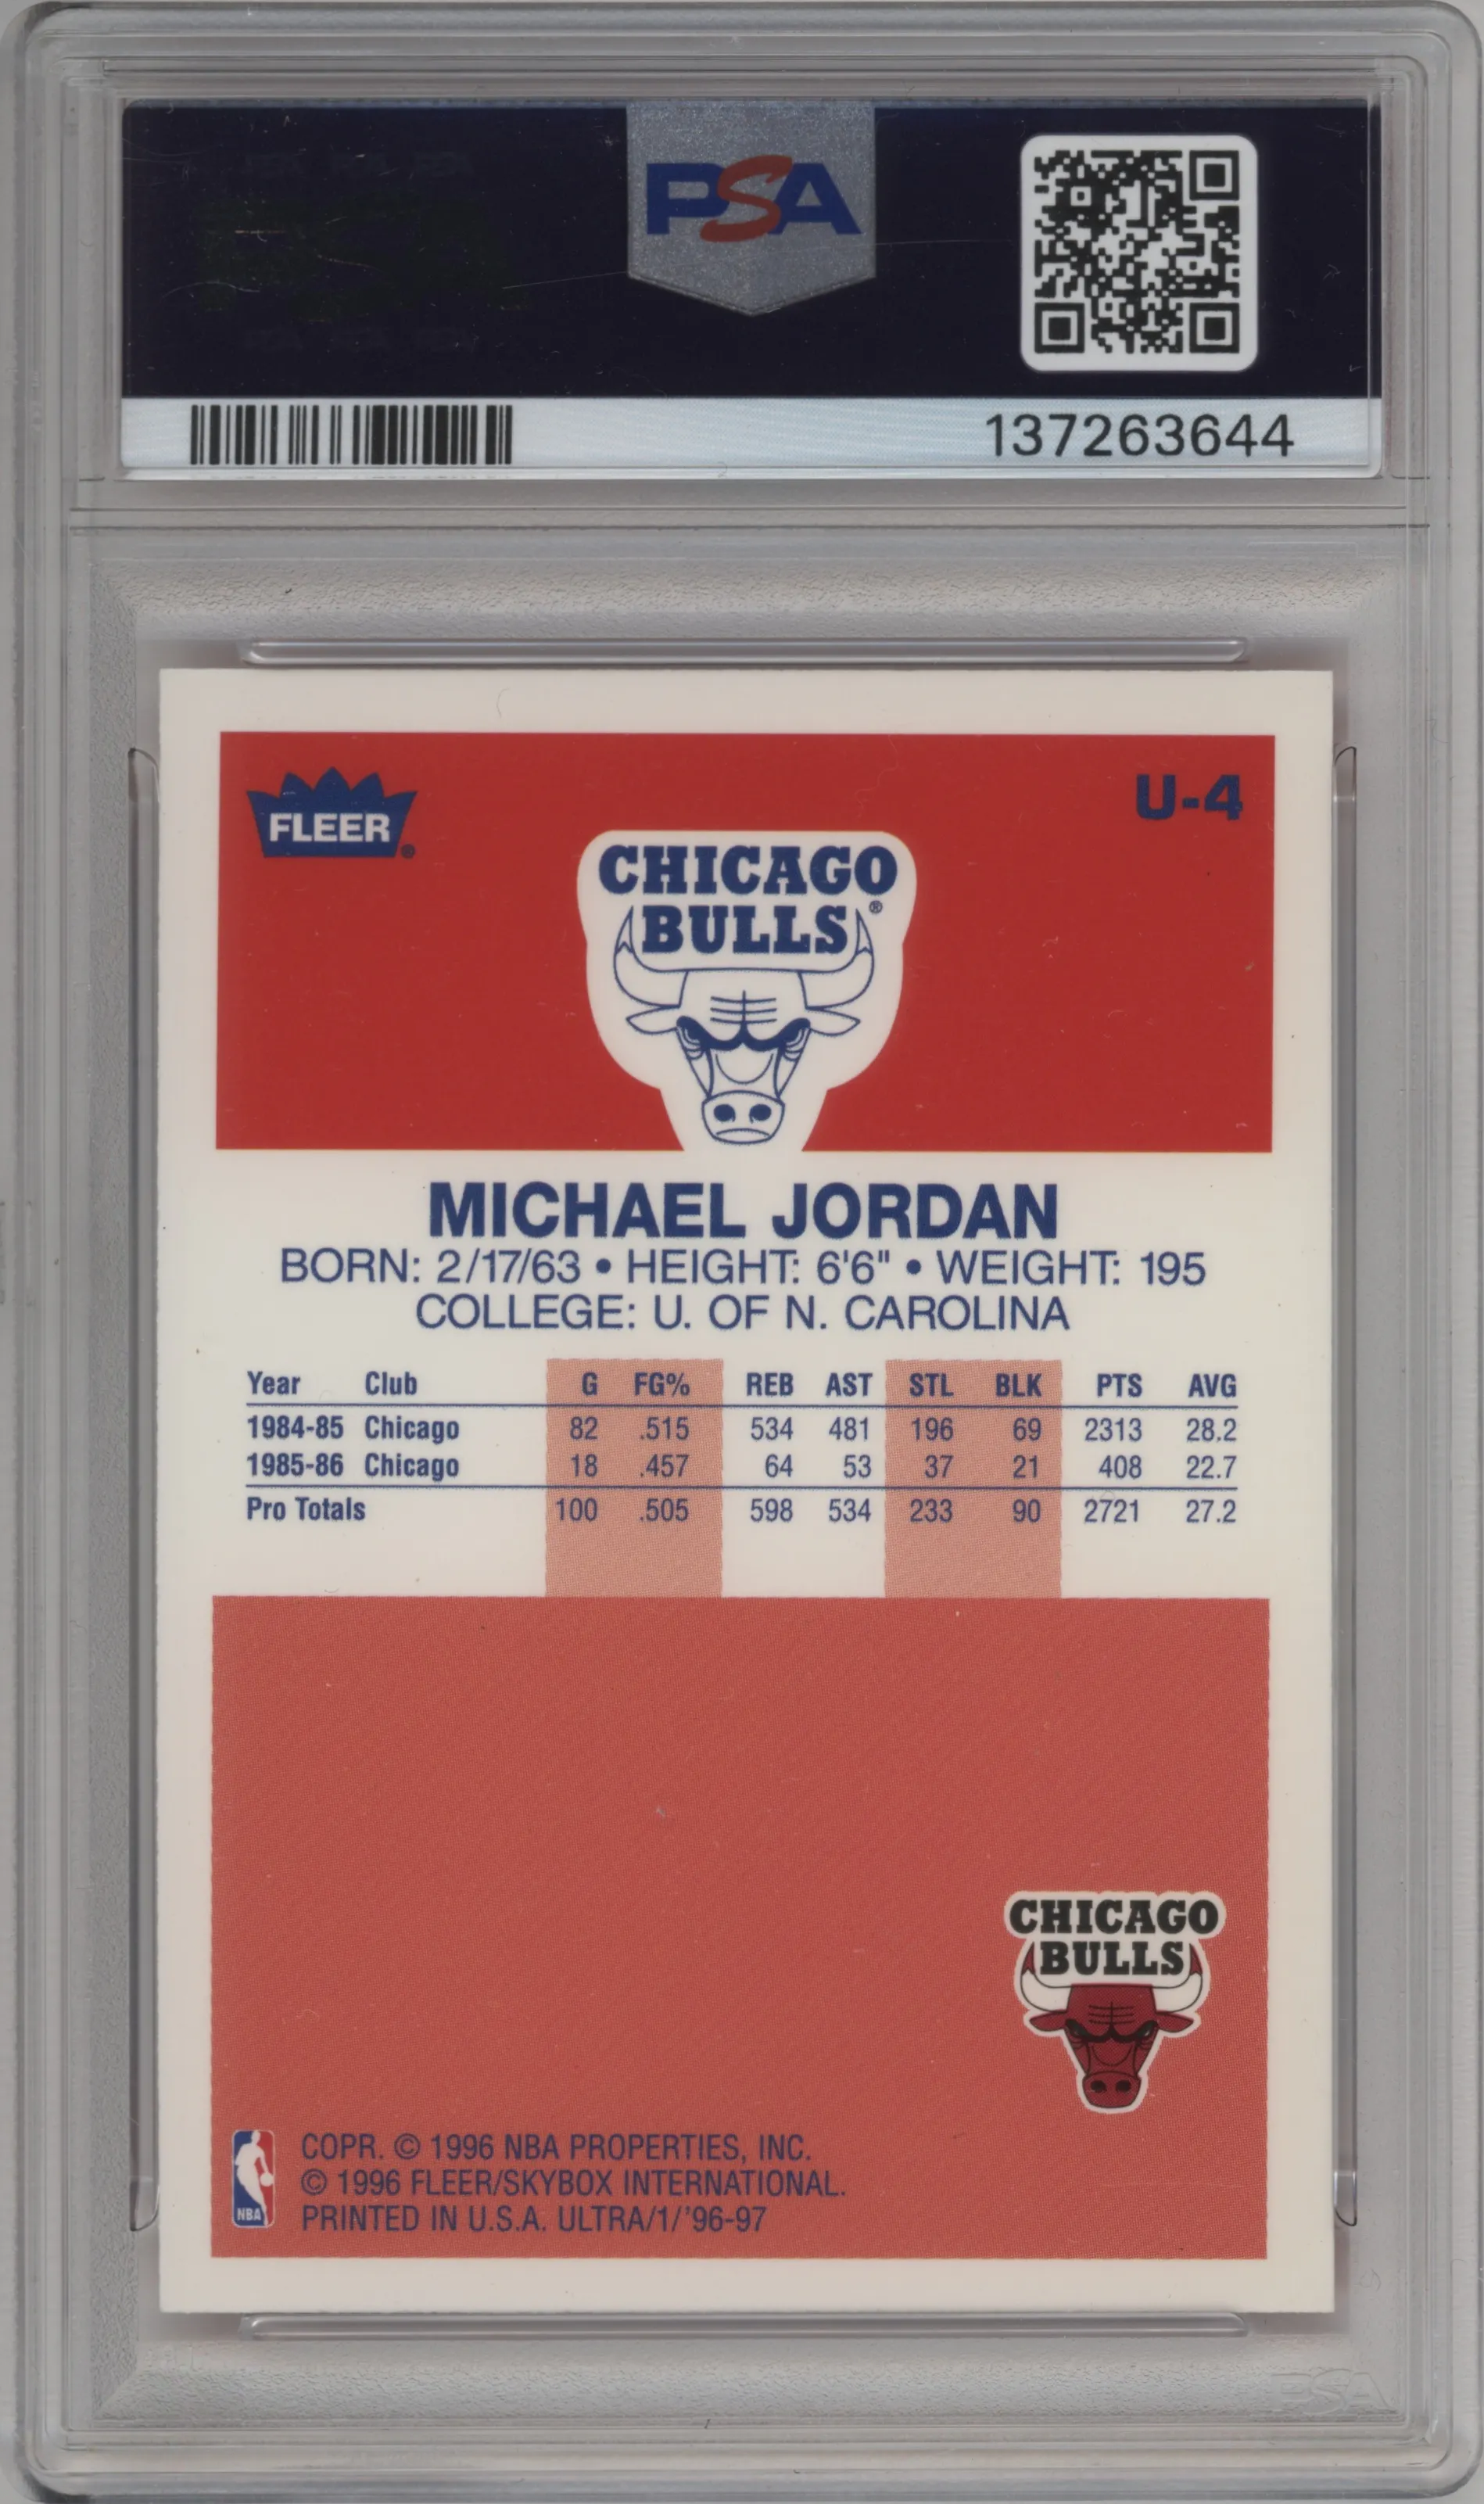 PSA
137263644
FLEER®
U-4
CHICAGO
BULLS®
MICHAEL JORDAN
BORN: 2/17/63 • HEIGHT: 6'6" • WEIGHT: 195
COLLEGE: U. OF N. CAROLINA
Year Club G FG% REB AST STL BLK PTS AVG
1984-85 Chicago 82 .515 534 481 196 69 2313 28.2
1985-86 Chicago 18 .457 64 53 37 21 408 22.7
Pro Totals 100 .505 598 534 233 90 2721 27.2
CHICAGO
BULLS
NBA
COPR. © 1996 NBA PROPERTIES, INC.
© 1996 FLEER/SKYBOX INTERNATIONAL.
PRINTED IN U.S.A. ULTRA/1/'96-97
PSA